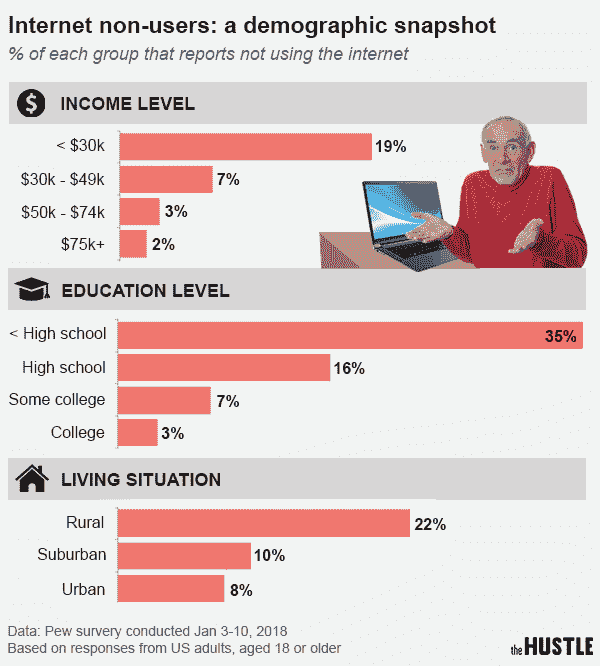 Internet non-users: a demographic snapshot
% of each group that reports not using the internet
$ INCOME LEVEL
< $30k 19%
$30k - $49k 7%
$50k - $74k 3%
$75k+ 2%
EDUCATION LEVEL
< High school 35%
High school 16%
Some college 7%
College 3%
LIVING SITUATION
Rural 22%
Suburban 10%
Urban 8%
Data: Pew survery conducted Jan 3-10, 2018
Based on responses from US adults, aged 18 or older
the HUSTLE